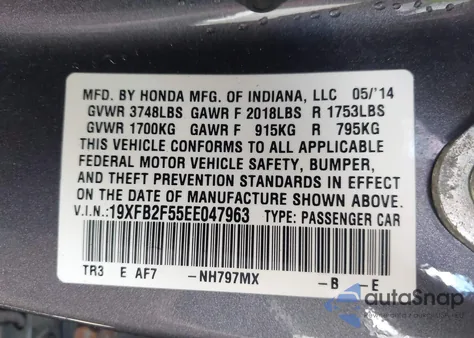 MFD. BY HONDA MFG. OF INDIANA, LLC 05/'14
GVWR 3748LBS GAWR F 2018LBS R 1753LBS
GVWR 1700KG GAWR F 915KG R 795KG
THIS VEHICLE CONFORMS TO ALL APPLICABLE
FEDERAL MOTOR VEHICLE SAFETY, BUMPER,
AND THEFT PREVENTION STANDARDS IN EFFECT
ON THE DATE OF MANUFACTURE SHOWN ABOVE.
V.I.N.:19XFB2F55EE047963 TYPE: PASSENGER CAR
TR3 E AF7 -NH797MX -B -E
autaSnap